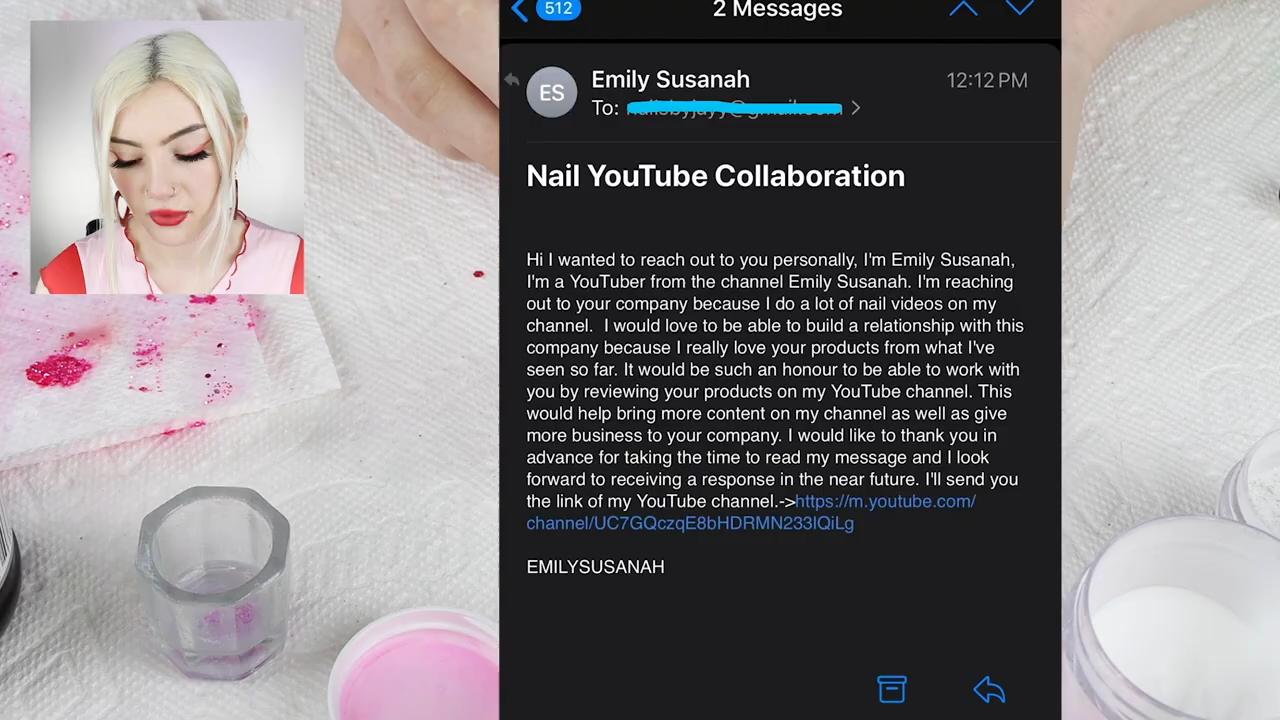 512
2 Messages
ES
Emily Susanah
12:12 PM
To:
Nail YouTube Collaboration
Hi I wanted to reach out to you personally, I'm Emily Susanah,
I'm a YouTuber from the channel Emily Susanah. I'm reaching
out to your company because I do a lot of nail videos on my
channel.  I would love to be able to build a relationship with this
company because I really love your products from what I've
seen so far. It would be such an honour to be able to work with
you by reviewing your products on my YouTube channel. This
would help bring more content on my channel as well as give
more business to your company. I would like to thank you in
advance for taking the time to read my message and I look
forward to receiving a response in the near future. I'll send you
the link of my YouTube channel.->https://m.youtube.com/
channel/UC7GQczqE8bHDRMN233IQiLg
EMILYSUSANAH